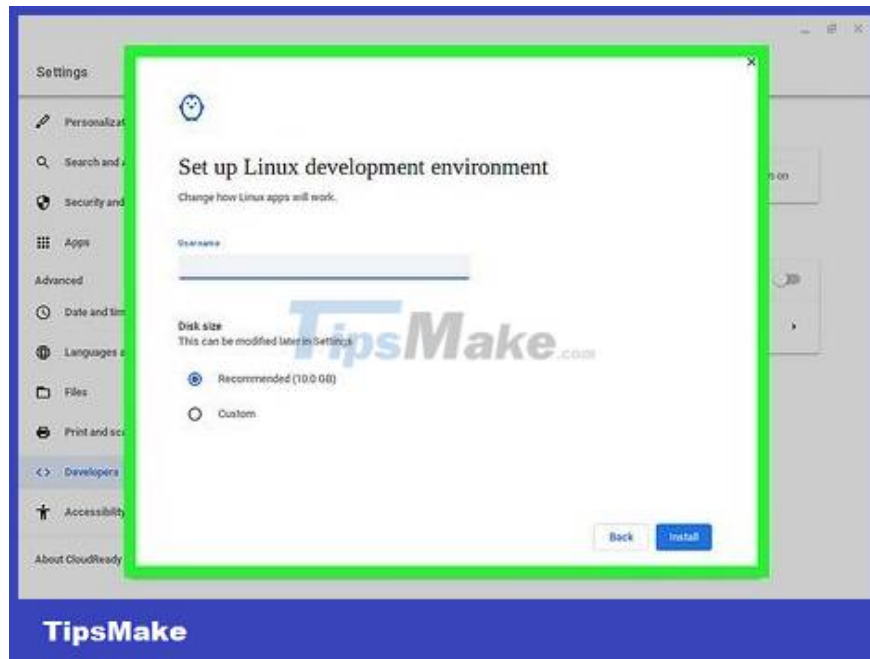 Settings
Personalizat
Search and a
Security and
Apps
Advanced
Date and tim
Languages a
Files
Print and sca
Developers
Accessibility
About CloudReady
Set up Linux development environment
Change how Linux apps will work.
Username
Disk size
This can be modified later in Settings
Recommended (10.0 GB)
Custom
Back
Install
on
TipsMake.com
TipsMake